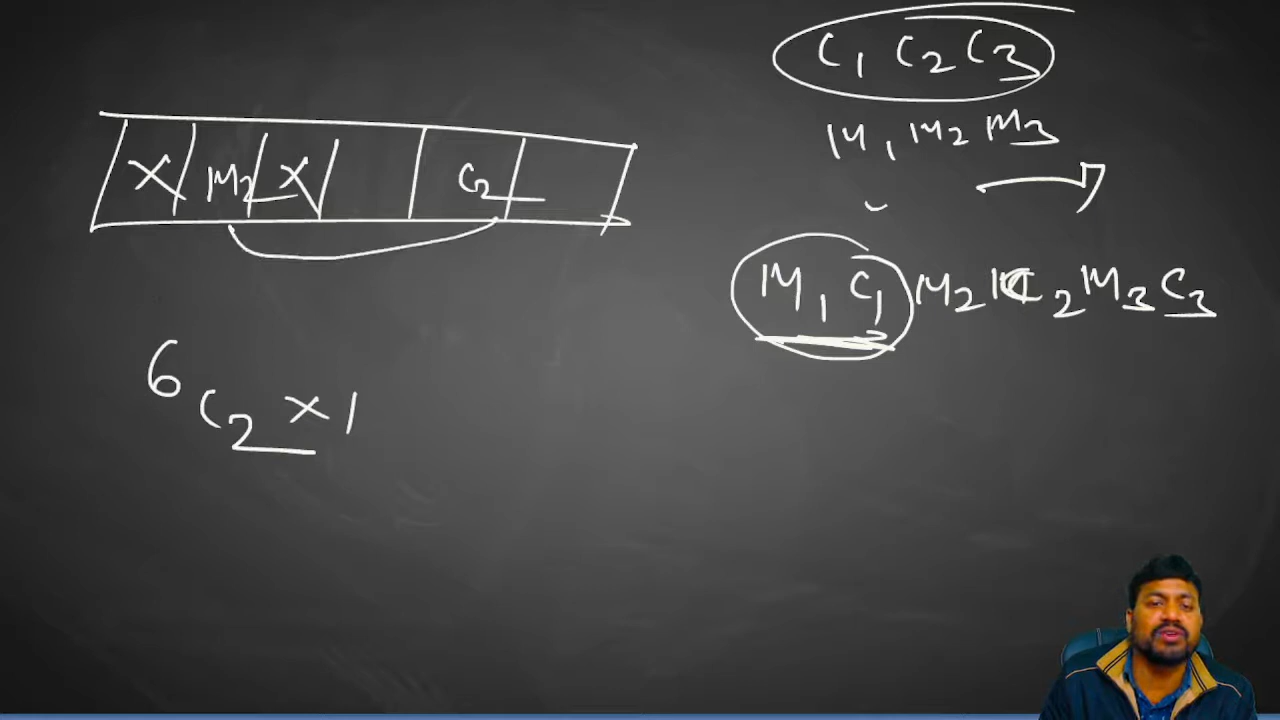 C₁ C₂ C₃
M₁ M₂ M₃
X M₂ X C₂
M₁ C₁ M₂ C₂ M₃ C₃
⁶C₂ × 1